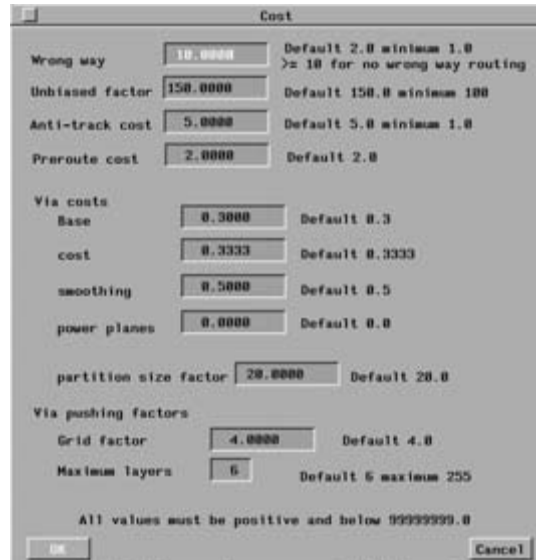 Cost
Wrong way 10.0000 Default 2.0 minimum 1.0
>= 10 for no wrong way routing
Unbiased factor 150.0000 Default 150.0 minimum 100
Anti-track cost 5.0000 Default 5.0 minimum 1.0
Preroute cost 2.0000 Default 2.0
Via costs
Base 0.3000 Default 0.3
cost 0.3333 Default 0.3333
smoothing 0.5000 Default 0.5
power planes 0.0000 Default 0.0
partition size factor 20.0000 Default 20.0
Via pushing factors
Grid factor 4.0000 Default 4.0
Maximum layers 6 Default 6 maximum 255
All values must be positive and below 99999999.0
OK Cancel